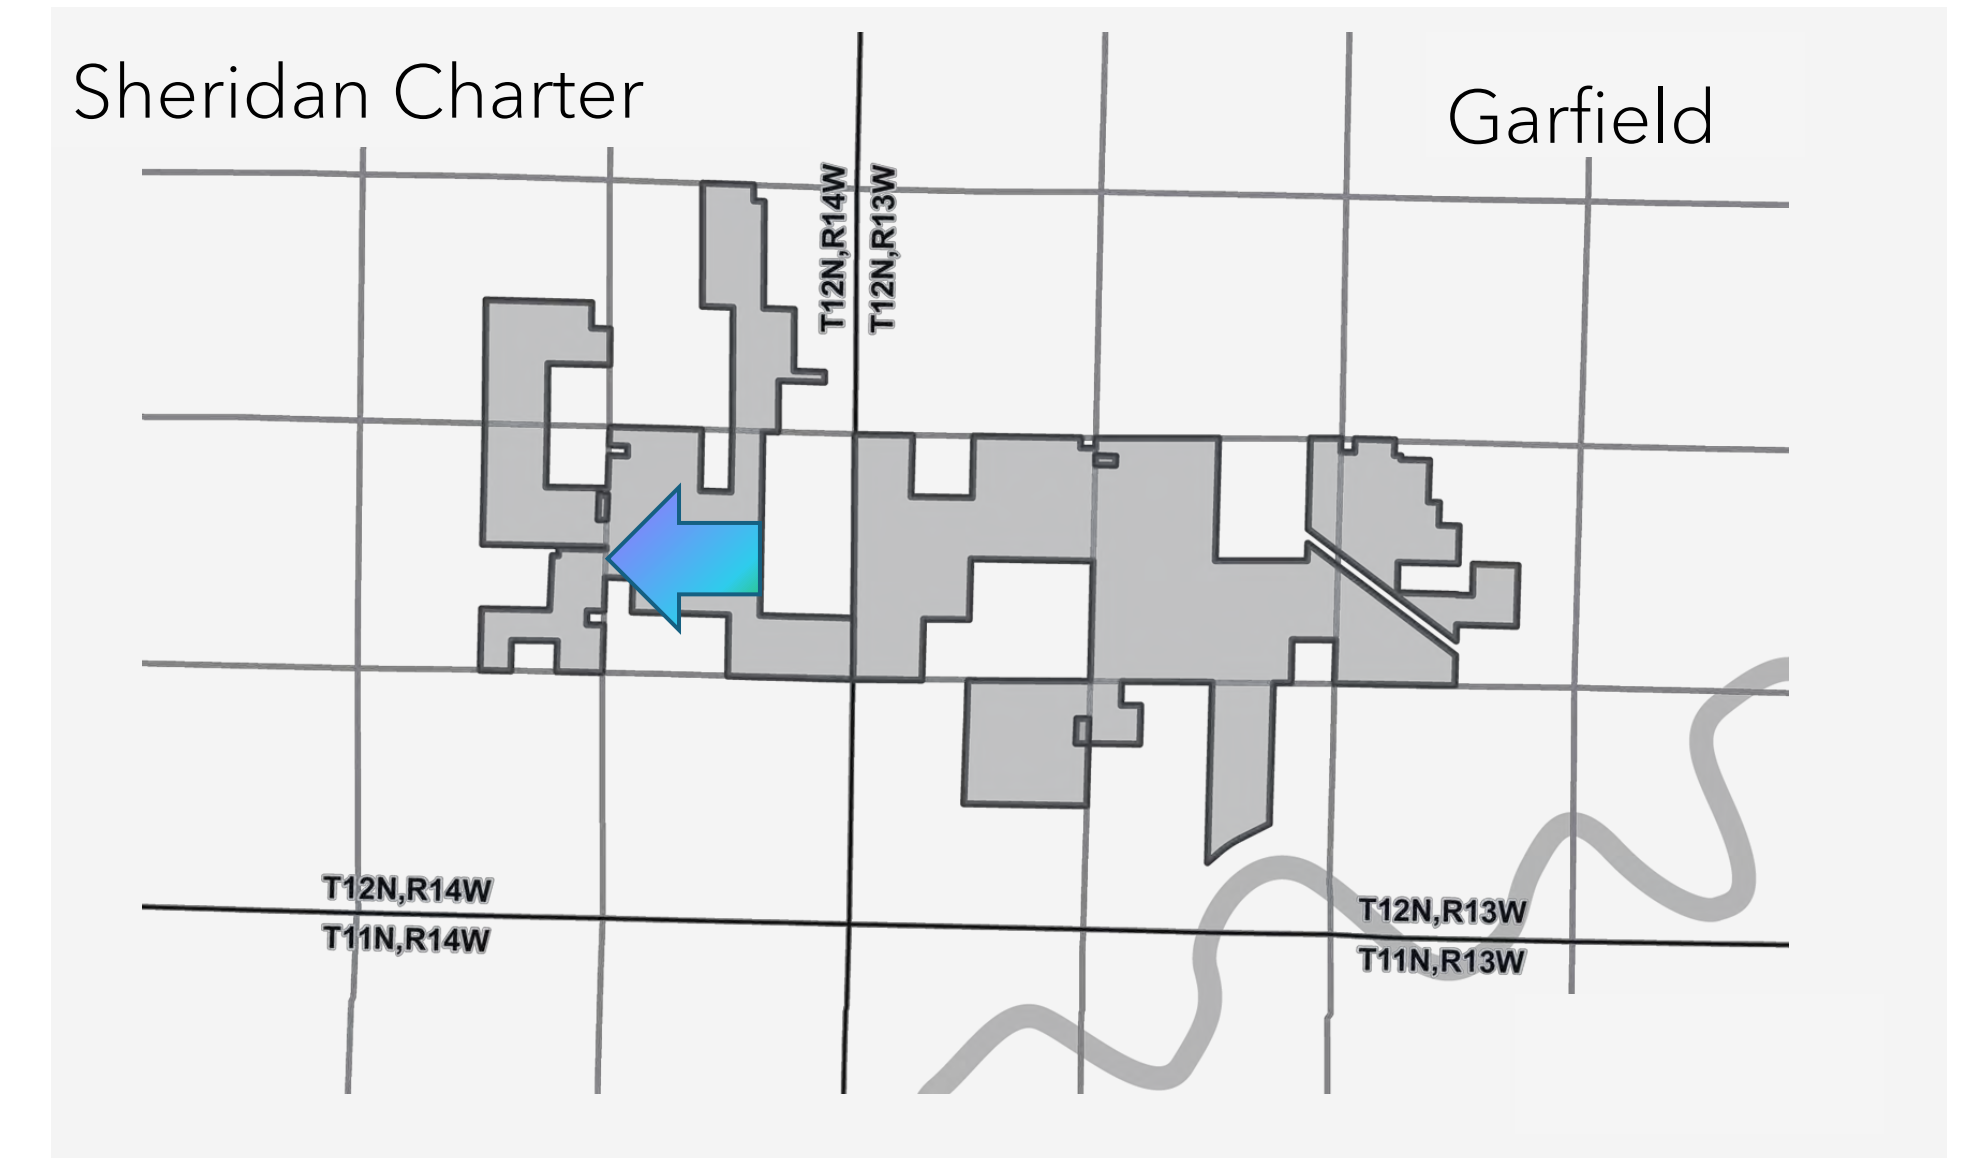 Sheridan Charter
Garfield
T12N,R14W
T12N,R13W
T12N,R14W
T11N,R14W
T12N,R13W
T11N,R13W